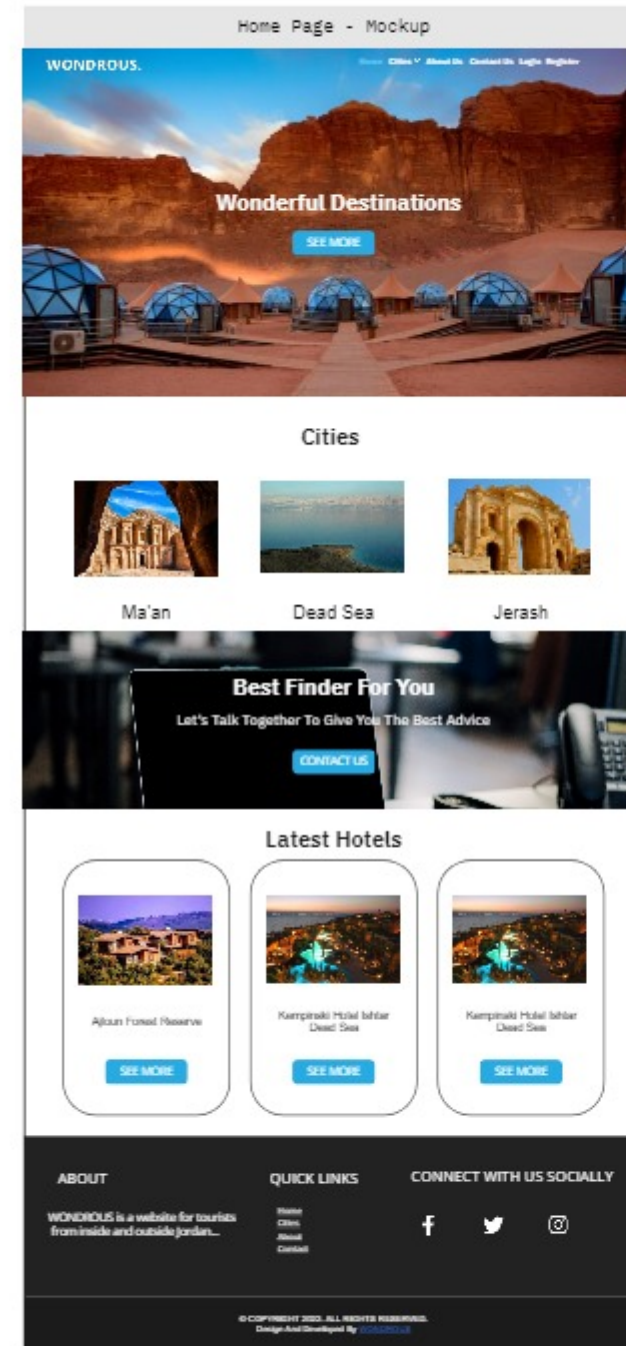 Home Page - Mockup
WONDROUS.
Home Cities About Us Contact Us Login Register
Wonderful Destinations
SEE MORE
Cities
Ma'an Dead Sea Jerash
Best Finder For You
Let's Talk Together To Give You The Best Advice
CONTACT US
Latest Hotels
Ajloun Forest Reserve
Kempinski Hotel Ishtar
Dead Sea
Kempinski Hotel Ishtar
Dead Sea
SEE MORE SEE MORE SEE MORE
ABOUT
WONDROUS is a website for tourists
from inside and outside Jordan...
QUICK LINKS
Home
Cities
About
Contact
CONNECT WITH US SOCIALLY
© COPYRIGHT 2022. ALL RIGHTS RESERVED.
Design And Developed By WONDROUS